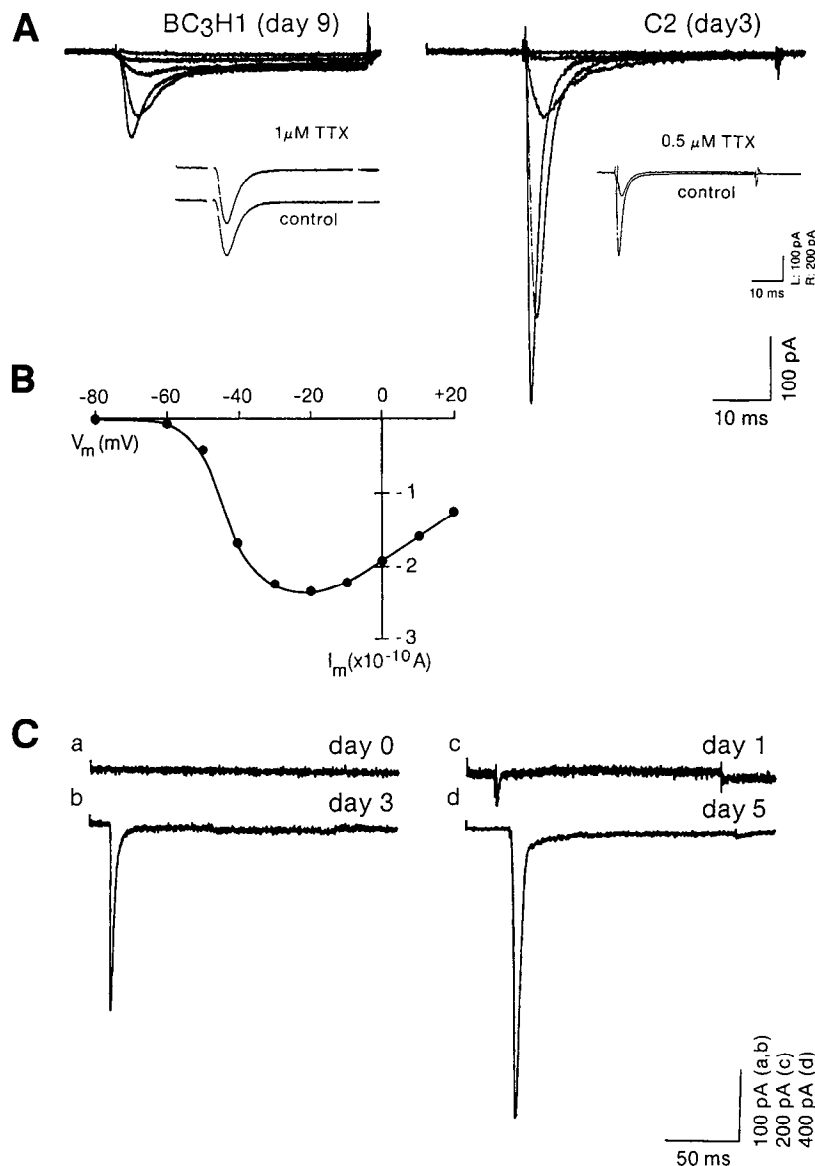 A
BC3H1 (day 9)
C2 (day3)
1µM TTX
control
0.5 µM TTX
control
10 ms
L: 100 pA
R: 200 pA
100 pA
10 ms
B
-80 -60 -40 -20 0 +20
Vm(mV)
-1
-2
-3
Im(x10-10A)
C
a
day 0
c
day 1
b
day 3
d
day 5
100 pA (a,b)
200 pA (c)
400 pA (d)
50 ms